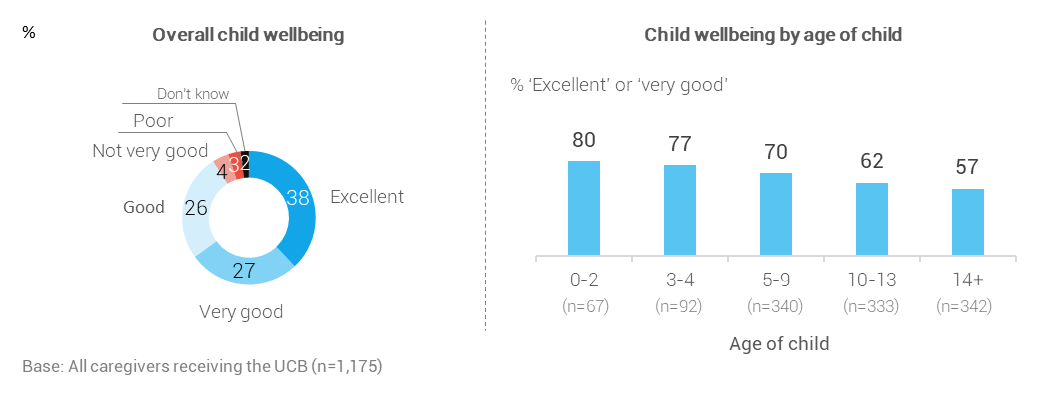 %
Overall child wellbeing
Don't know
Poor
Not very good
Good
Excellent
Very good
38
27
26
4
3
2
Base: All caregivers receiving the UCB (n=1,175)
Child wellbeing by age of child
% ‘Excellent’ or ‘very good’
80 77 70 62 57
0-2 3-4 5-9 10-13 14+
(n=67) (n=92) (n=340) (n=333) (n=342)
Age of child